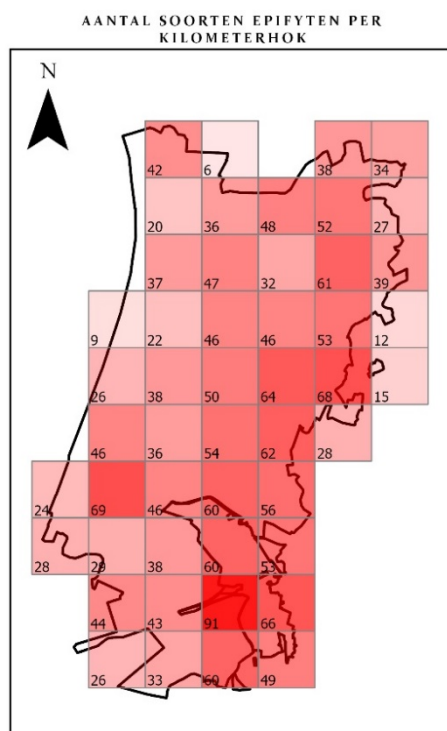 AANTAL SOORTEN EPIFYTEN PER
KILOMETERHOK
N
42 6 38 34
20 36 48 52 27
37 47 32 61 39
9 22 46 46 53 12
26 38 50 64 68 15
46 36 54 62 28
24 69 46 60 56
28 29 38 60 53
44 43 91 66
26 33 60 49